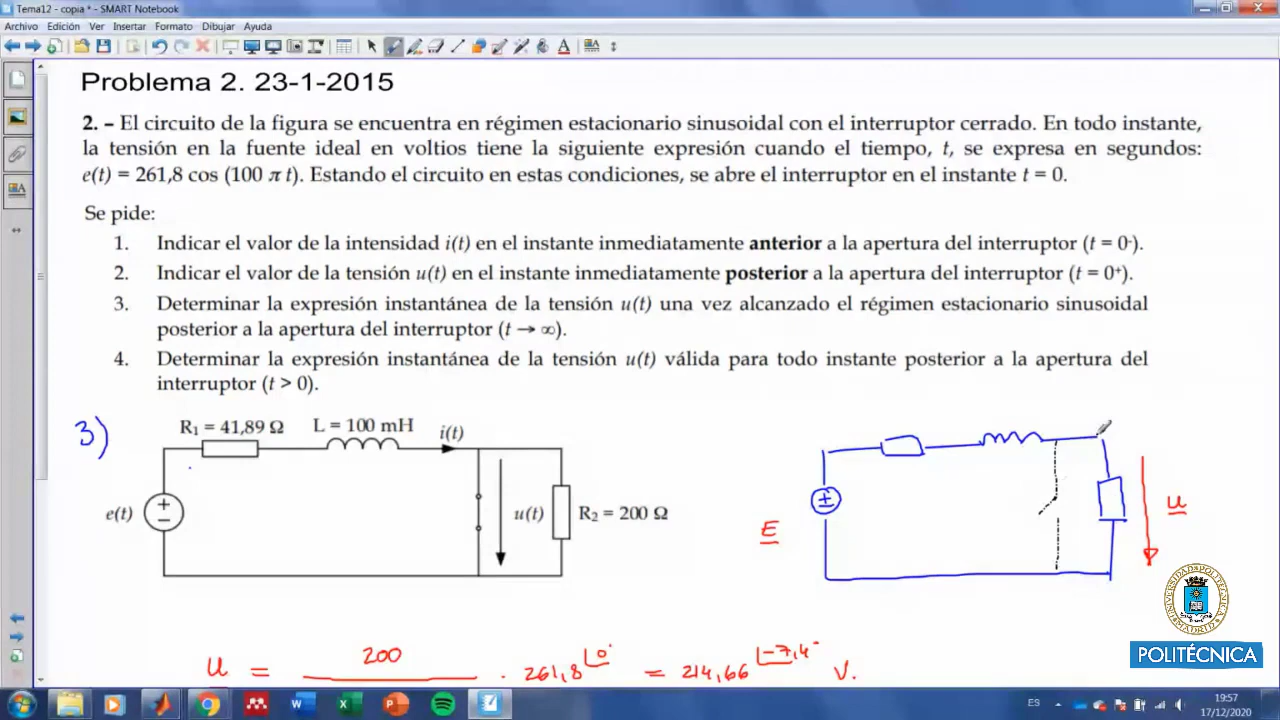 Tema12 - copia * - SMART Notebook
Archivo Edición Ver Insertar Formato Dibujar Ayuda
Problema 2. 23-1-2015
2. – El circuito de la figura se encuentra en régimen estacionario sinusoidal con el interruptor cerrado. En todo instante,
la tensión en la fuente ideal en voltios tiene la siguiente expresión cuando el tiempo, t, se expresa en segundos:
e(t) = 261,8 cos (100 π t). Estando el circuito en estas condiciones, se abre el interruptor en el instante t = 0.
Se pide:
1. Indicar el valor de la intensidad i(t) en el instante inmediatamente anterior a la apertura del interruptor (t = 0-).
2. Indicar el valor de la tensión u(t) en el instante inmediatamente posterior a la apertura del interruptor (t = 0+).
3. Determinar la expresión instantánea de la tensión u(t) una vez alcanzado el régimen estacionario sinusoidal
posterior a la apertura del interruptor (t → ∞).
4. Determinar la expresión instantánea de la tensión u(t) válida para todo instante posterior a la apertura del
interruptor (t > 0).
3)
R1 = 41,89 Ω L = 100 mH i(t)
e(t) + − u(t) R2 = 200 Ω
± E u
POLITÉCNICA
200
u = . 261,8 0° = 214,66 -7,4° V.
ES 19:57
17/12/2020